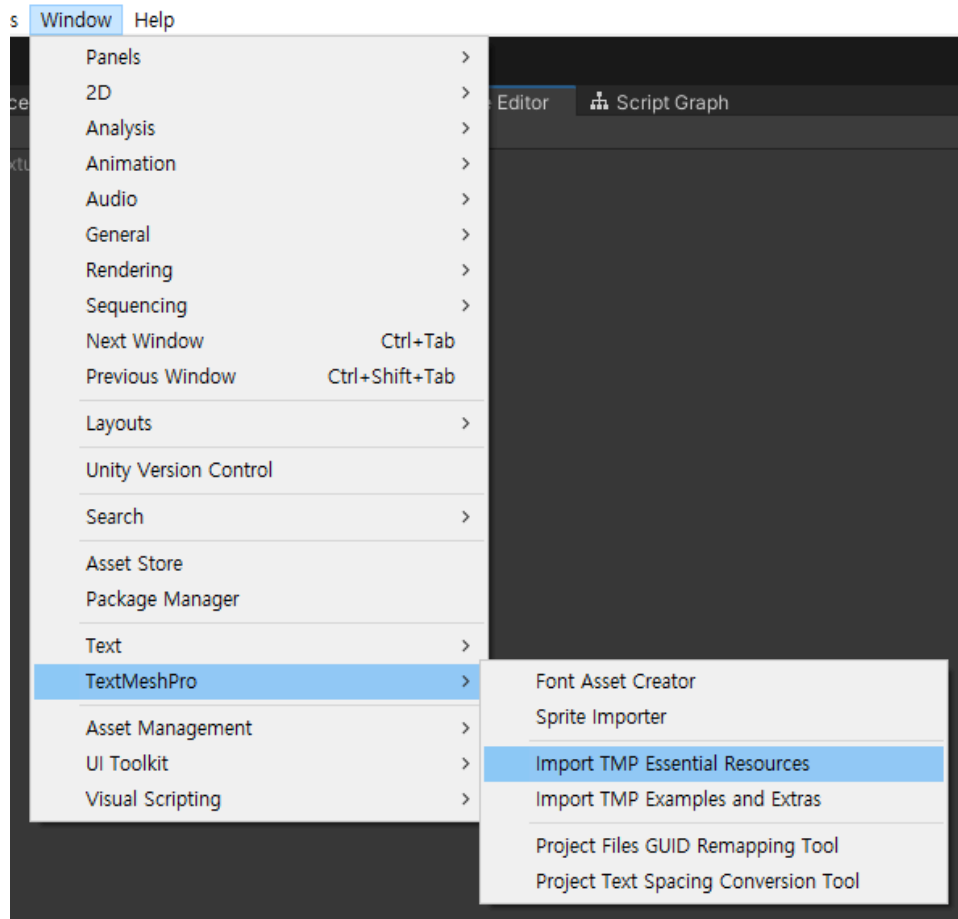 s Window Help
Panels
2D
Editor Script Graph
Analysis
Animation
Audio
General
Rendering
Sequencing
Next Window Ctrl+Tab
Previous Window Ctrl+Shift+Tab
Layouts
Unity Version Control
Search
Asset Store
Package Manager
Text
TextMeshPro
Asset Management
UI Toolkit
Visual Scripting
Font Asset Creator
Sprite Importer
Import TMP Essential Resources
Import TMP Examples and Extras
Project Files GUID Remapping Tool
Project Text Spacing Conversion Tool